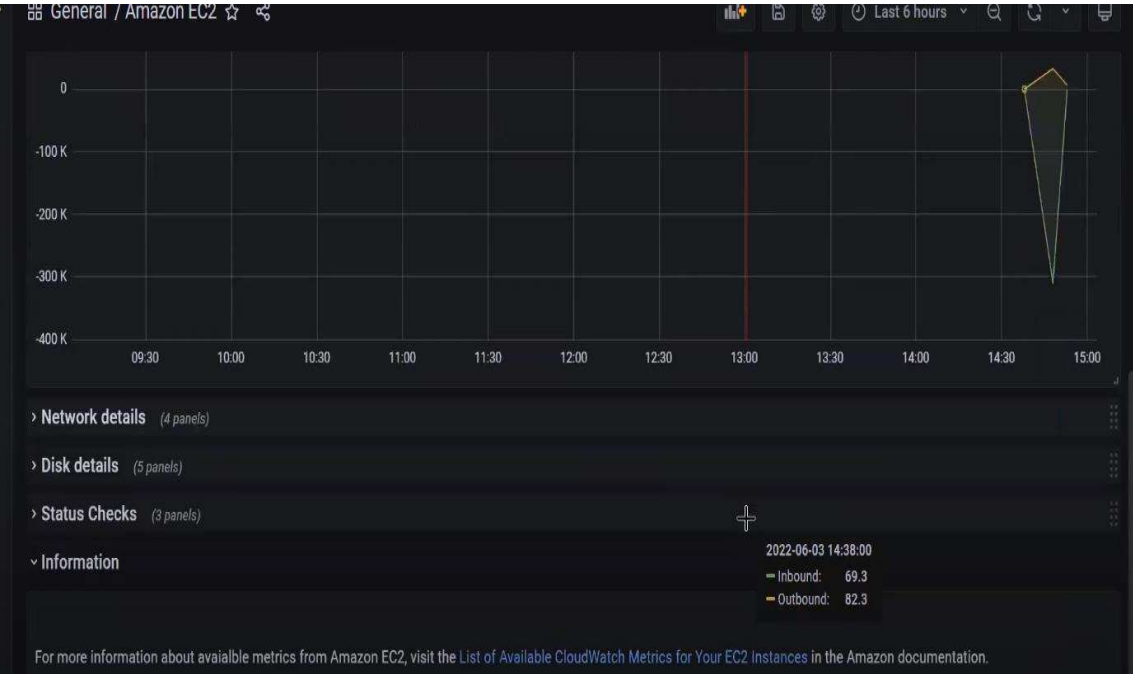 General / Amazon EC2
Last 6 hours
0
-100 K
-200 K
-300 K
-400 K
09:30 10:00 10:30 11:00 11:30 12:00 12:30 13:00 13:30 14:00 14:30 15:00
Network details (4 panels)
Disk details (5 panels)
Status Checks (3 panels)
Information
2022-06-03 14:38:00
Inbound: 69.3
Outbound: 82.3
For more information about avaialble metrics from Amazon EC2, visit the List of Available CloudWatch Metrics for Your EC2 Instances in the Amazon documentation.